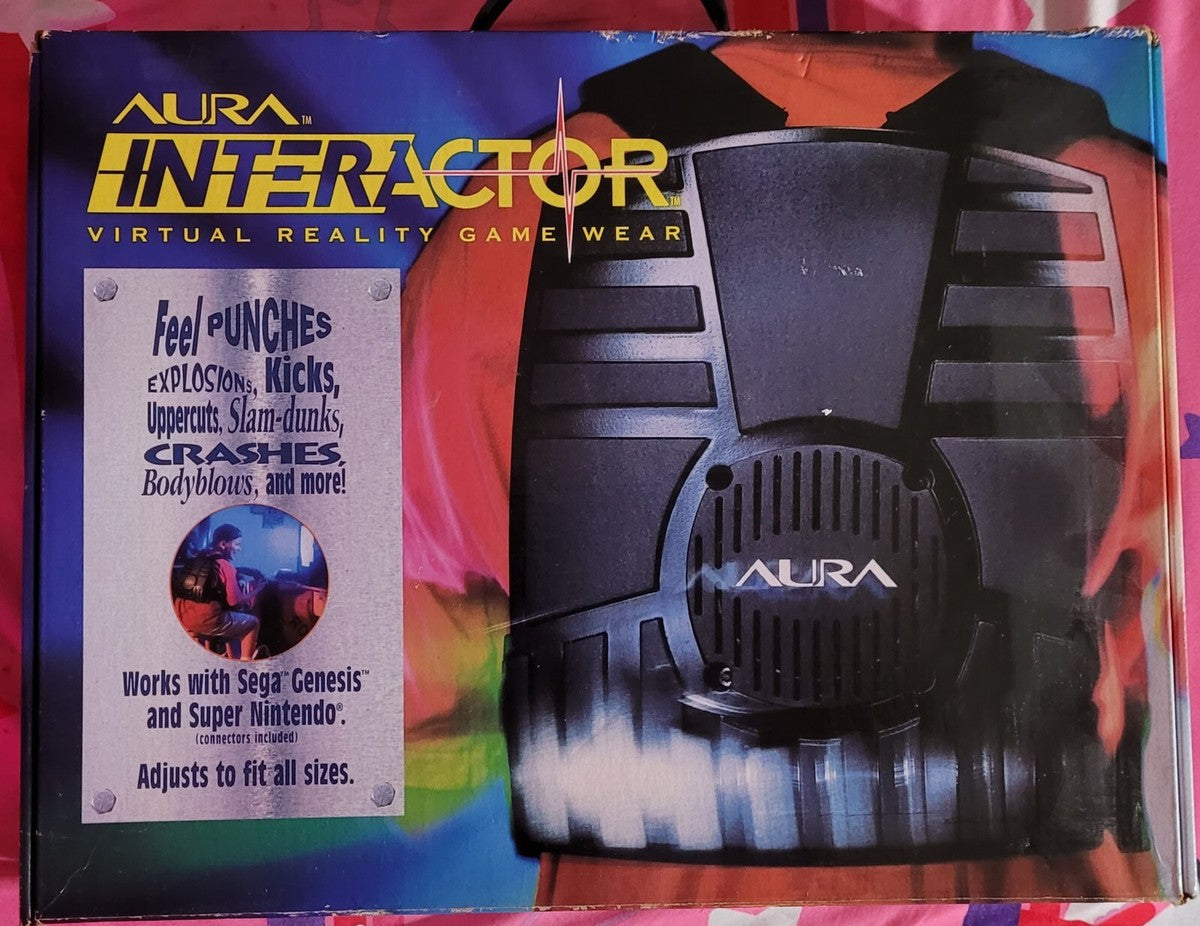 AURA™
INTERACTOR™
VIRTUAL REALITY GAME WEAR
Feel PUNCHES
EXPLOSIONS, Kicks,
Uppercuts, Slam-dunks,
CRASHES,
Bodyblows, and more!
Works with Sega™ Genesis™
and Super Nintendo®.
(connectors included)
Adjusts to fit all sizes.
AURA